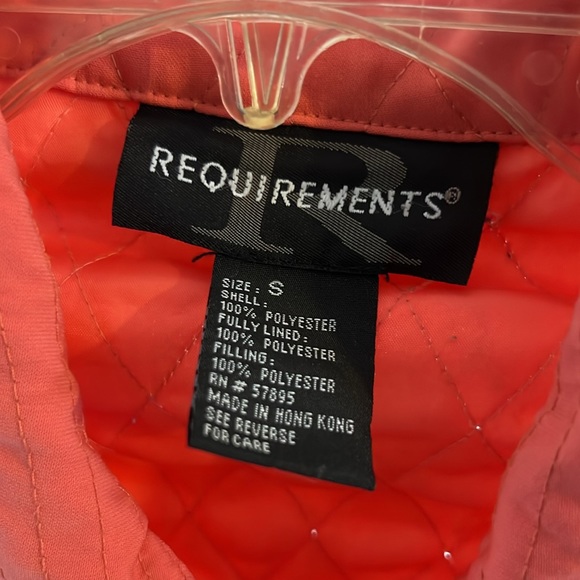 REQUIREMENTS®
SIZE: S
SHELL:
100% POLYESTER
FULLY LINED:
100% POLYESTER
FILLING:
100% POLYESTER
RN # 57895
MADE IN HONG KONG
SEE REVERSE
FOR CARE